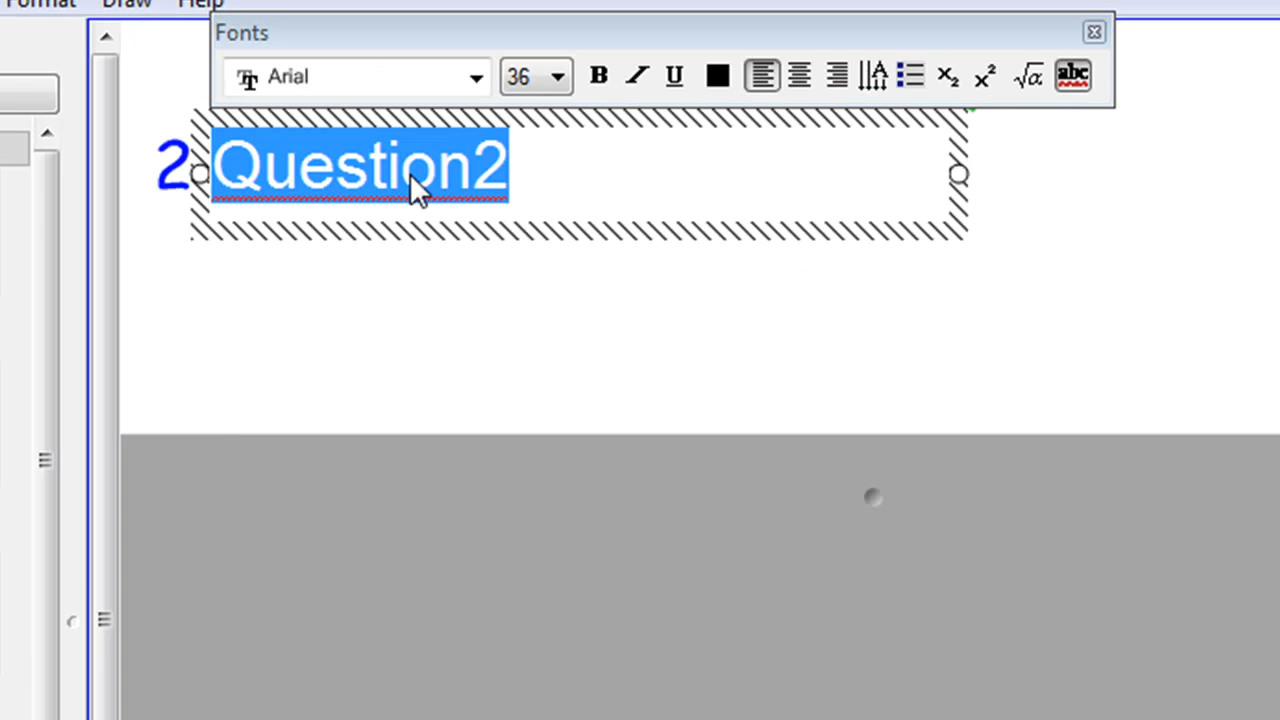 Format Draw Help
Fonts
Arial 36 B I U A X₂ X² √α abc
2 Question2